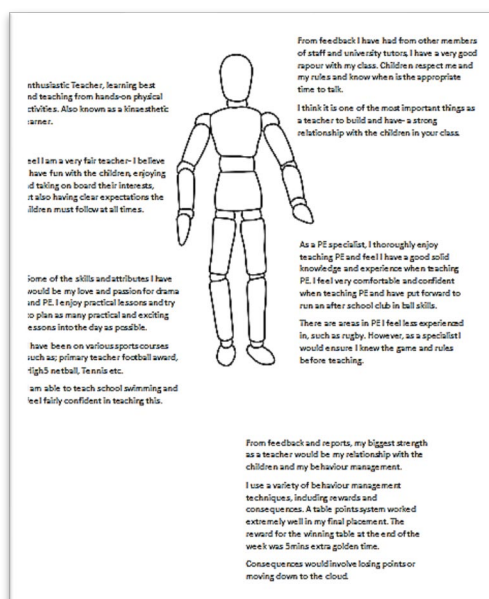 nthusiastic Teacher, learning best
nd teaching from hands-on physical
ctivities. Also known as a kinaesthetic
arner.
eel I am a very fair teacher- I believe
have fun with the children, enjoying
d taking on board their interests,
t also having clear expectations the
ildren must follow at all times.
ome of the skills and attributes I have
would be my love and passion for drama
nd PE. I enjoy practical lessons and try
o plan as many practical and exciting
essons into the day as possible.
have been on various sports courses
uch as; primary teacher football award,
High5 netball, Tennis etc.
am able to teach school swimming and
eel fairly confident in teaching this.
From feedback I have had from other members
of staff and university tutors, I have a very good
rapour with my class. Children respect me and
my rules and know when is the appropriate
time to talk.
I think it is one of the most important things as
a teacher to build and have- a strong
relationship with the children in your class.
As a PE specialist, I thoroughly enjoy
teaching PE and feel I have a good solid
knowledge and experience when teaching
PE. I feel very comfortable and confident
when teaching PE and have put forward to
run an after school club in ball skills.
There are areas in PE I feel less experienced
in, such as rugby. However, as a specialist I
would ensure I knew the game and rules
before teaching.
From feedback and reports, my biggest strength
as a teacher would be my relationship with the
children and my behaviour management.
I use a variety of behaviour management
techniques, including rewards and
consequences. A table points system worked
extremely well in my final placement. The
reward for the winning table at the end of the
week was 5mins extra golden time.
Consequences would involve losing points or
moving down to the cloud.